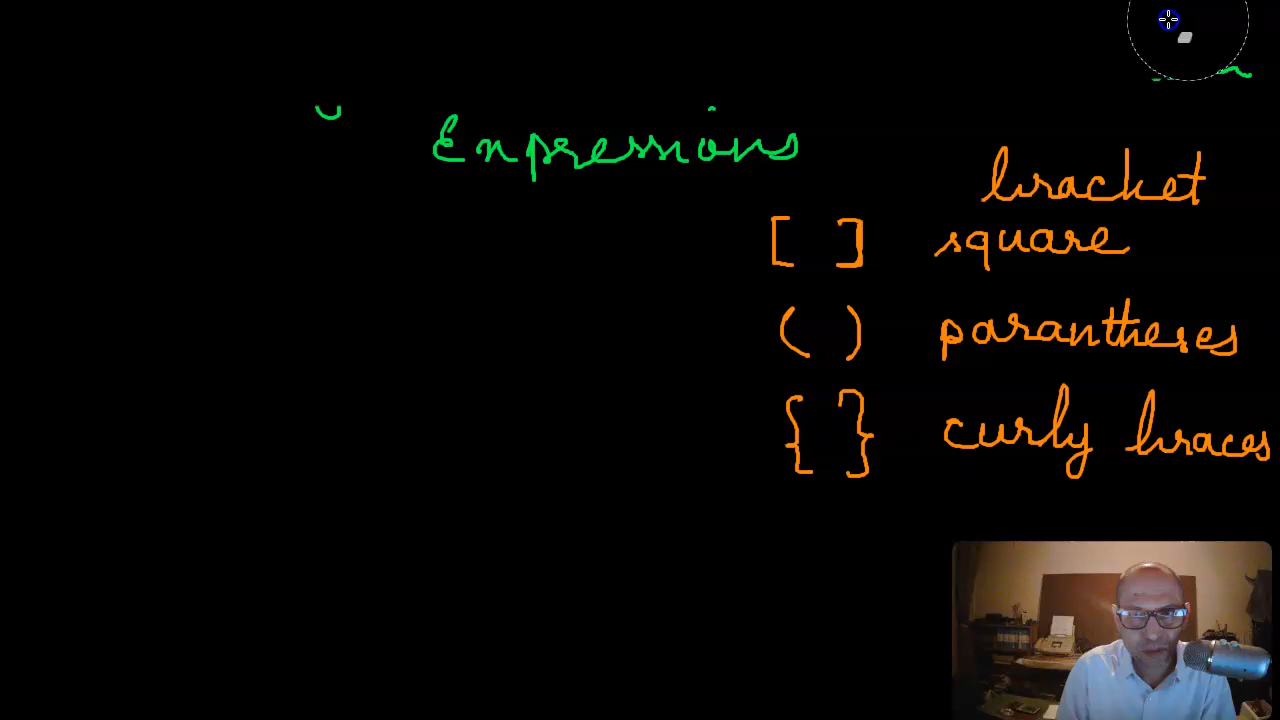 Expressions
bracket
[ ] square
( ) parantheses
{ } curly braces